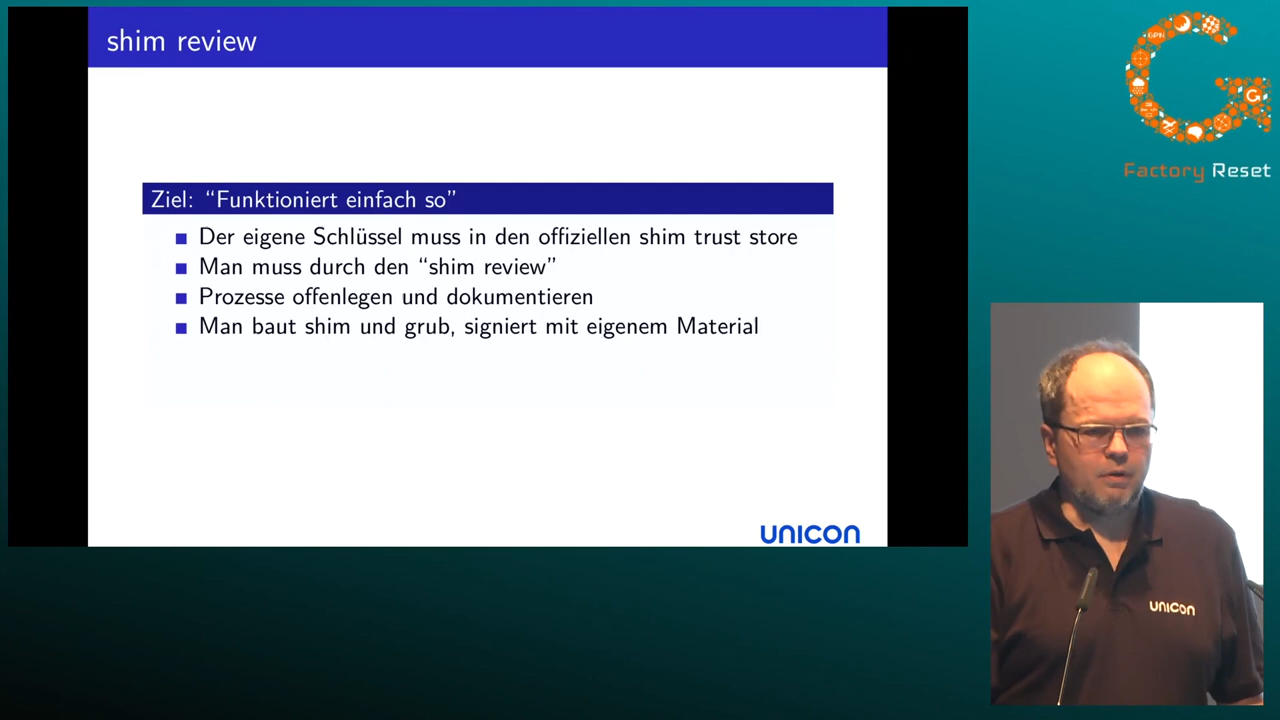 shim review
Ziel: “Funktioniert einfach so”
Der eigene Schlüssel muss in den offiziellen shim trust store
Man muss durch den “shim review”
Prozesse offenlegen und dokumentieren
Man baut shim und grub, signiert mit eigenem Material
UNICON
GPN
G
Factory Reset
UNICON